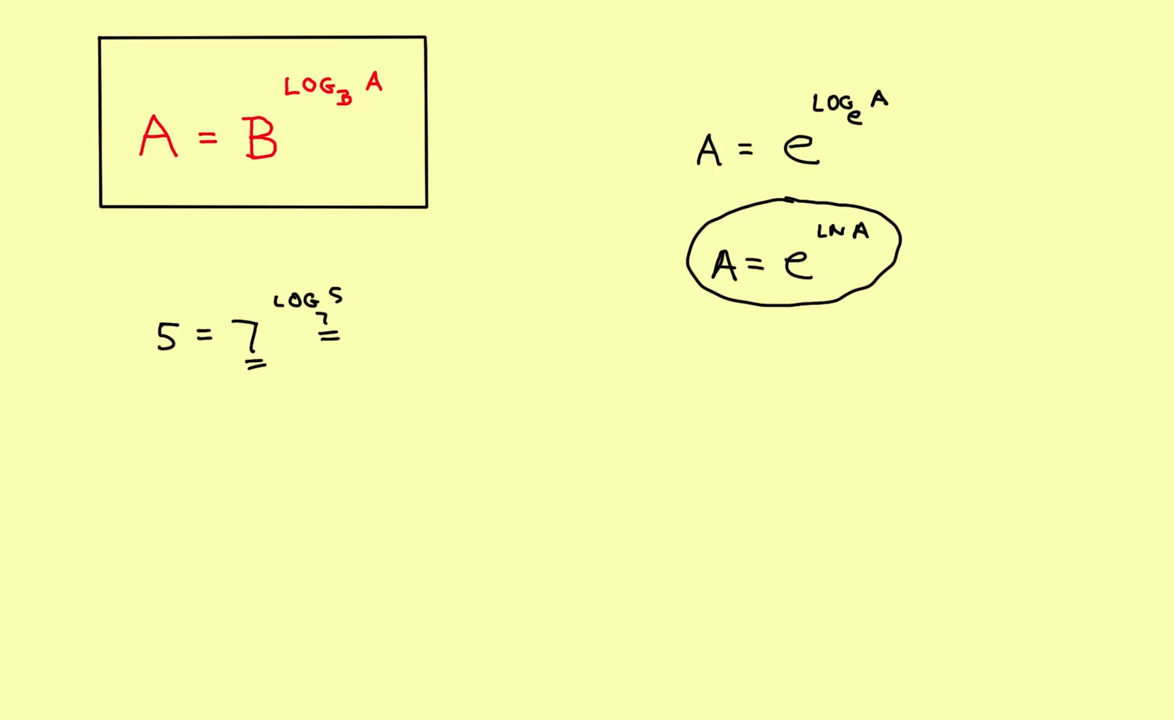 A = B^{LOG_B A}
5 = 7^{LOG_7 5}
A = e^{LOG_e A}
A = e^{LN A}